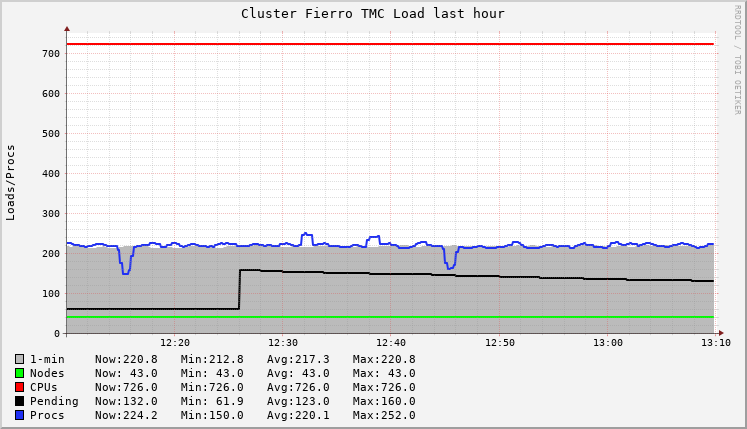 Cluster Fierro TMC Load last hour
RRDTOOL / TOBI OETIKER
Loads/Procs
700
600
500
400
300
200
100
0
12:20 12:30 12:40 12:50 13:00 13:10
1-min Now:220.8 Min:212.8 Avg:217.3 Max:220.8
Nodes Now: 43.0 Min: 43.0 Avg: 43.0 Max: 43.0
CPUs Now:726.0 Min:726.0 Avg:726.0 Max:726.0
Pending Now:132.0 Min: 61.9 Avg:123.0 Max:160.0
Procs Now:224.2 Min:150.0 Avg:220.1 Max:252.0